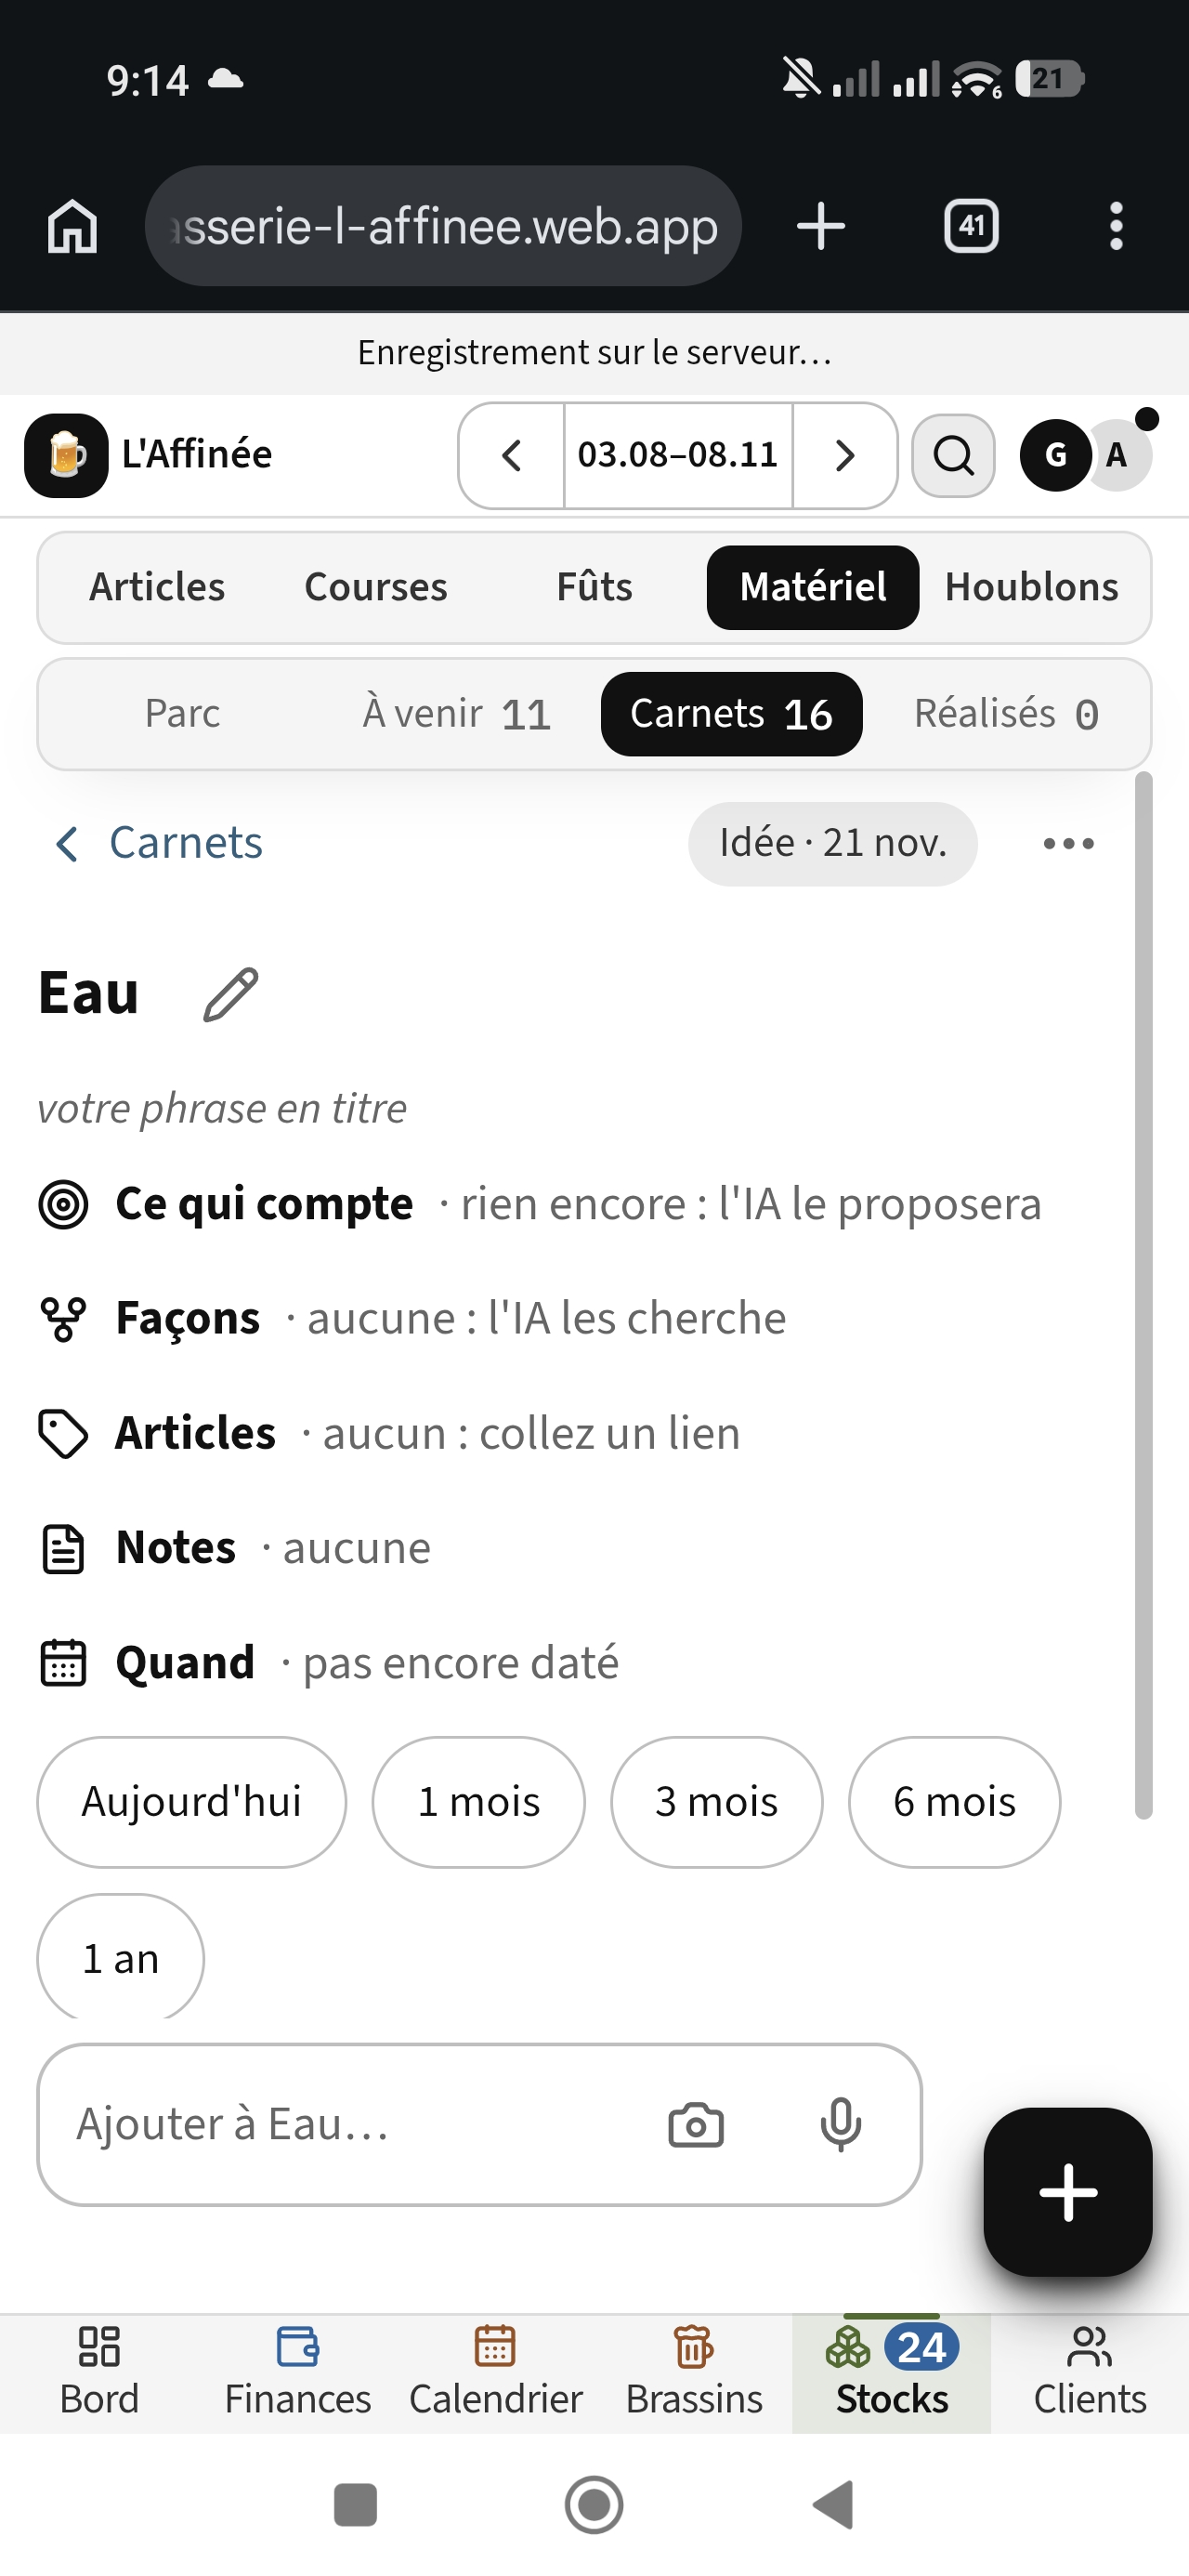 9:14
6
21
asserie-l-affinee.web.app
41
Enregistrement sur le serveur…
L'Affinée
03.08–08.11
G
A
Articles
Courses
Fûts
Matériel
Houblons
Parc
À venir 11
Carnets 16
Réalisés 0
Carnets
Idée · 21 nov.
Eau
votre phrase en titre
Ce qui compte · rien encore : l'IA le proposera
Façons · aucune : l'IA les cherche
Articles · aucun : collez un lien
Notes · aucune
Quand · pas encore daté
Aujourd'hui
1 mois
3 mois
6 mois
1 an
Ajouter à Eau…
24
Bord
Finances
Calendrier
Brassins
Stocks
Clients